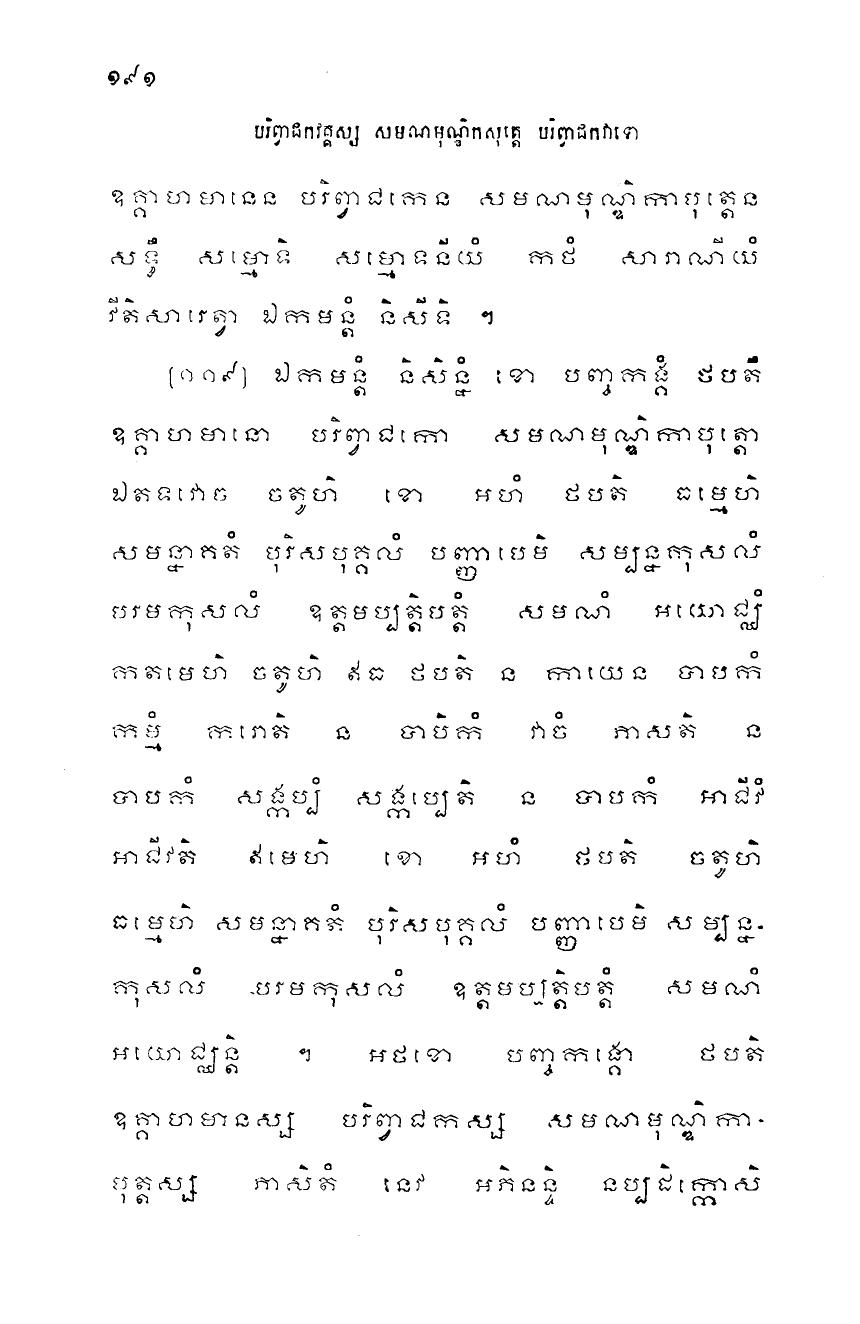 ១៩១
បរិព្វាជកវគ្គស្ស សមណមុណ្ឌិកសុត្តេ បរិព្វាជកវាទោ
ឧគ្គាហមានេន បរិព្វាជកេន សមណមុណ្ឌិកាបុត្តេន
សទ្ធឹ សម្មោទិ សម្មោទនីយំ កថំ សារាណីយំ
វីតិសារេត្វា ឯកមន្តំ និសីទិ ។
[១១៩] ឯកមន្តំ និសិន្នំ ខោ បញ្ចកង្គំ ថបតឹ
ឧគ្គាហមានោ បរិព្វាជកោ សមណមុណ្ឌិកាបុត្តោ
ឯតទវោច ចតូហិ ខោ អហំ ថបតិ ធម្មេហិ
សមន្នាគតំ បុរិសបុគ្គលំ បញ្ញាបេមិ សម្បន្នកុសលំ
បរមកុសលំ ឧត្តមប្បត្តិបត្តំ សមណំ អយោជ្ឈំ
កតមេហិ ចតូហិ ឥធ ថបតិ ន កាយេន បាបកំ
កម្មំ ករោតិ ន បាបិកំ វាចំ ភាសតិ ន
បាបកំ សង្កប្បំ សង្កប្បេតិ ន បាបកំ អាជីវំ
អាជីវតិ ឥមេហិ ខោ អហំ ថបតិ ចតូហិ
ធម្មេហិ សមន្នាគតំ បុរិសបុគ្គលំ បញ្ញាបេមិ សម្បន្ន-
កុសលំ បរមកុសលំ ឧត្តមប្បត្តិបត្តំ សមណំ
អយោជ្ឈន្តិ ។ អថខោ បញ្ចកង្គោ ថបតិ
ឧគ្គាហមានស្ស បរិព្វាជកស្ស សមណមុណ្ឌិកា-
បុត្តស្ស ភាសិតំ នេវ អភិនន្ទិ នប្បដិក្កោសិ